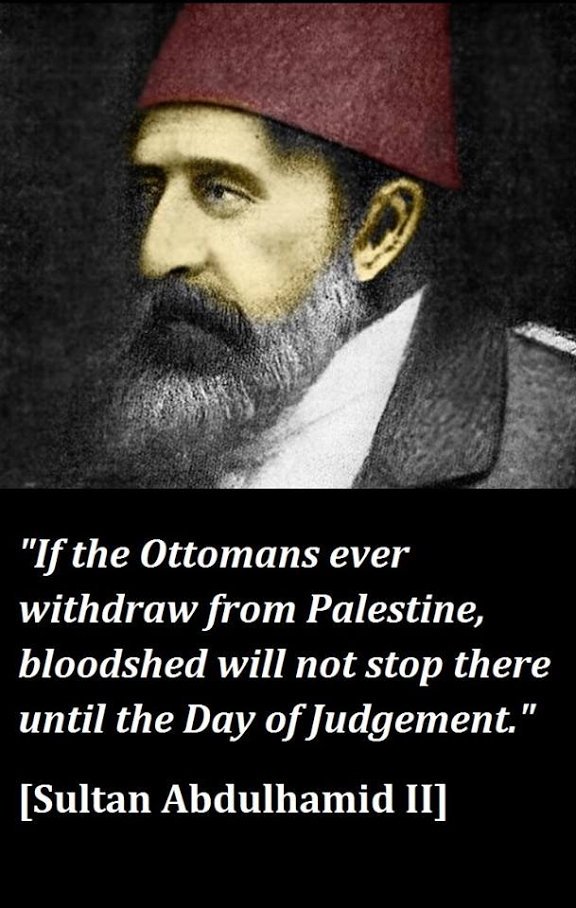 "If the Ottomans ever
withdraw from Palestine,
bloodshed will not stop there
until the Day of Judgement."
[Sultan Abdulhamid II]